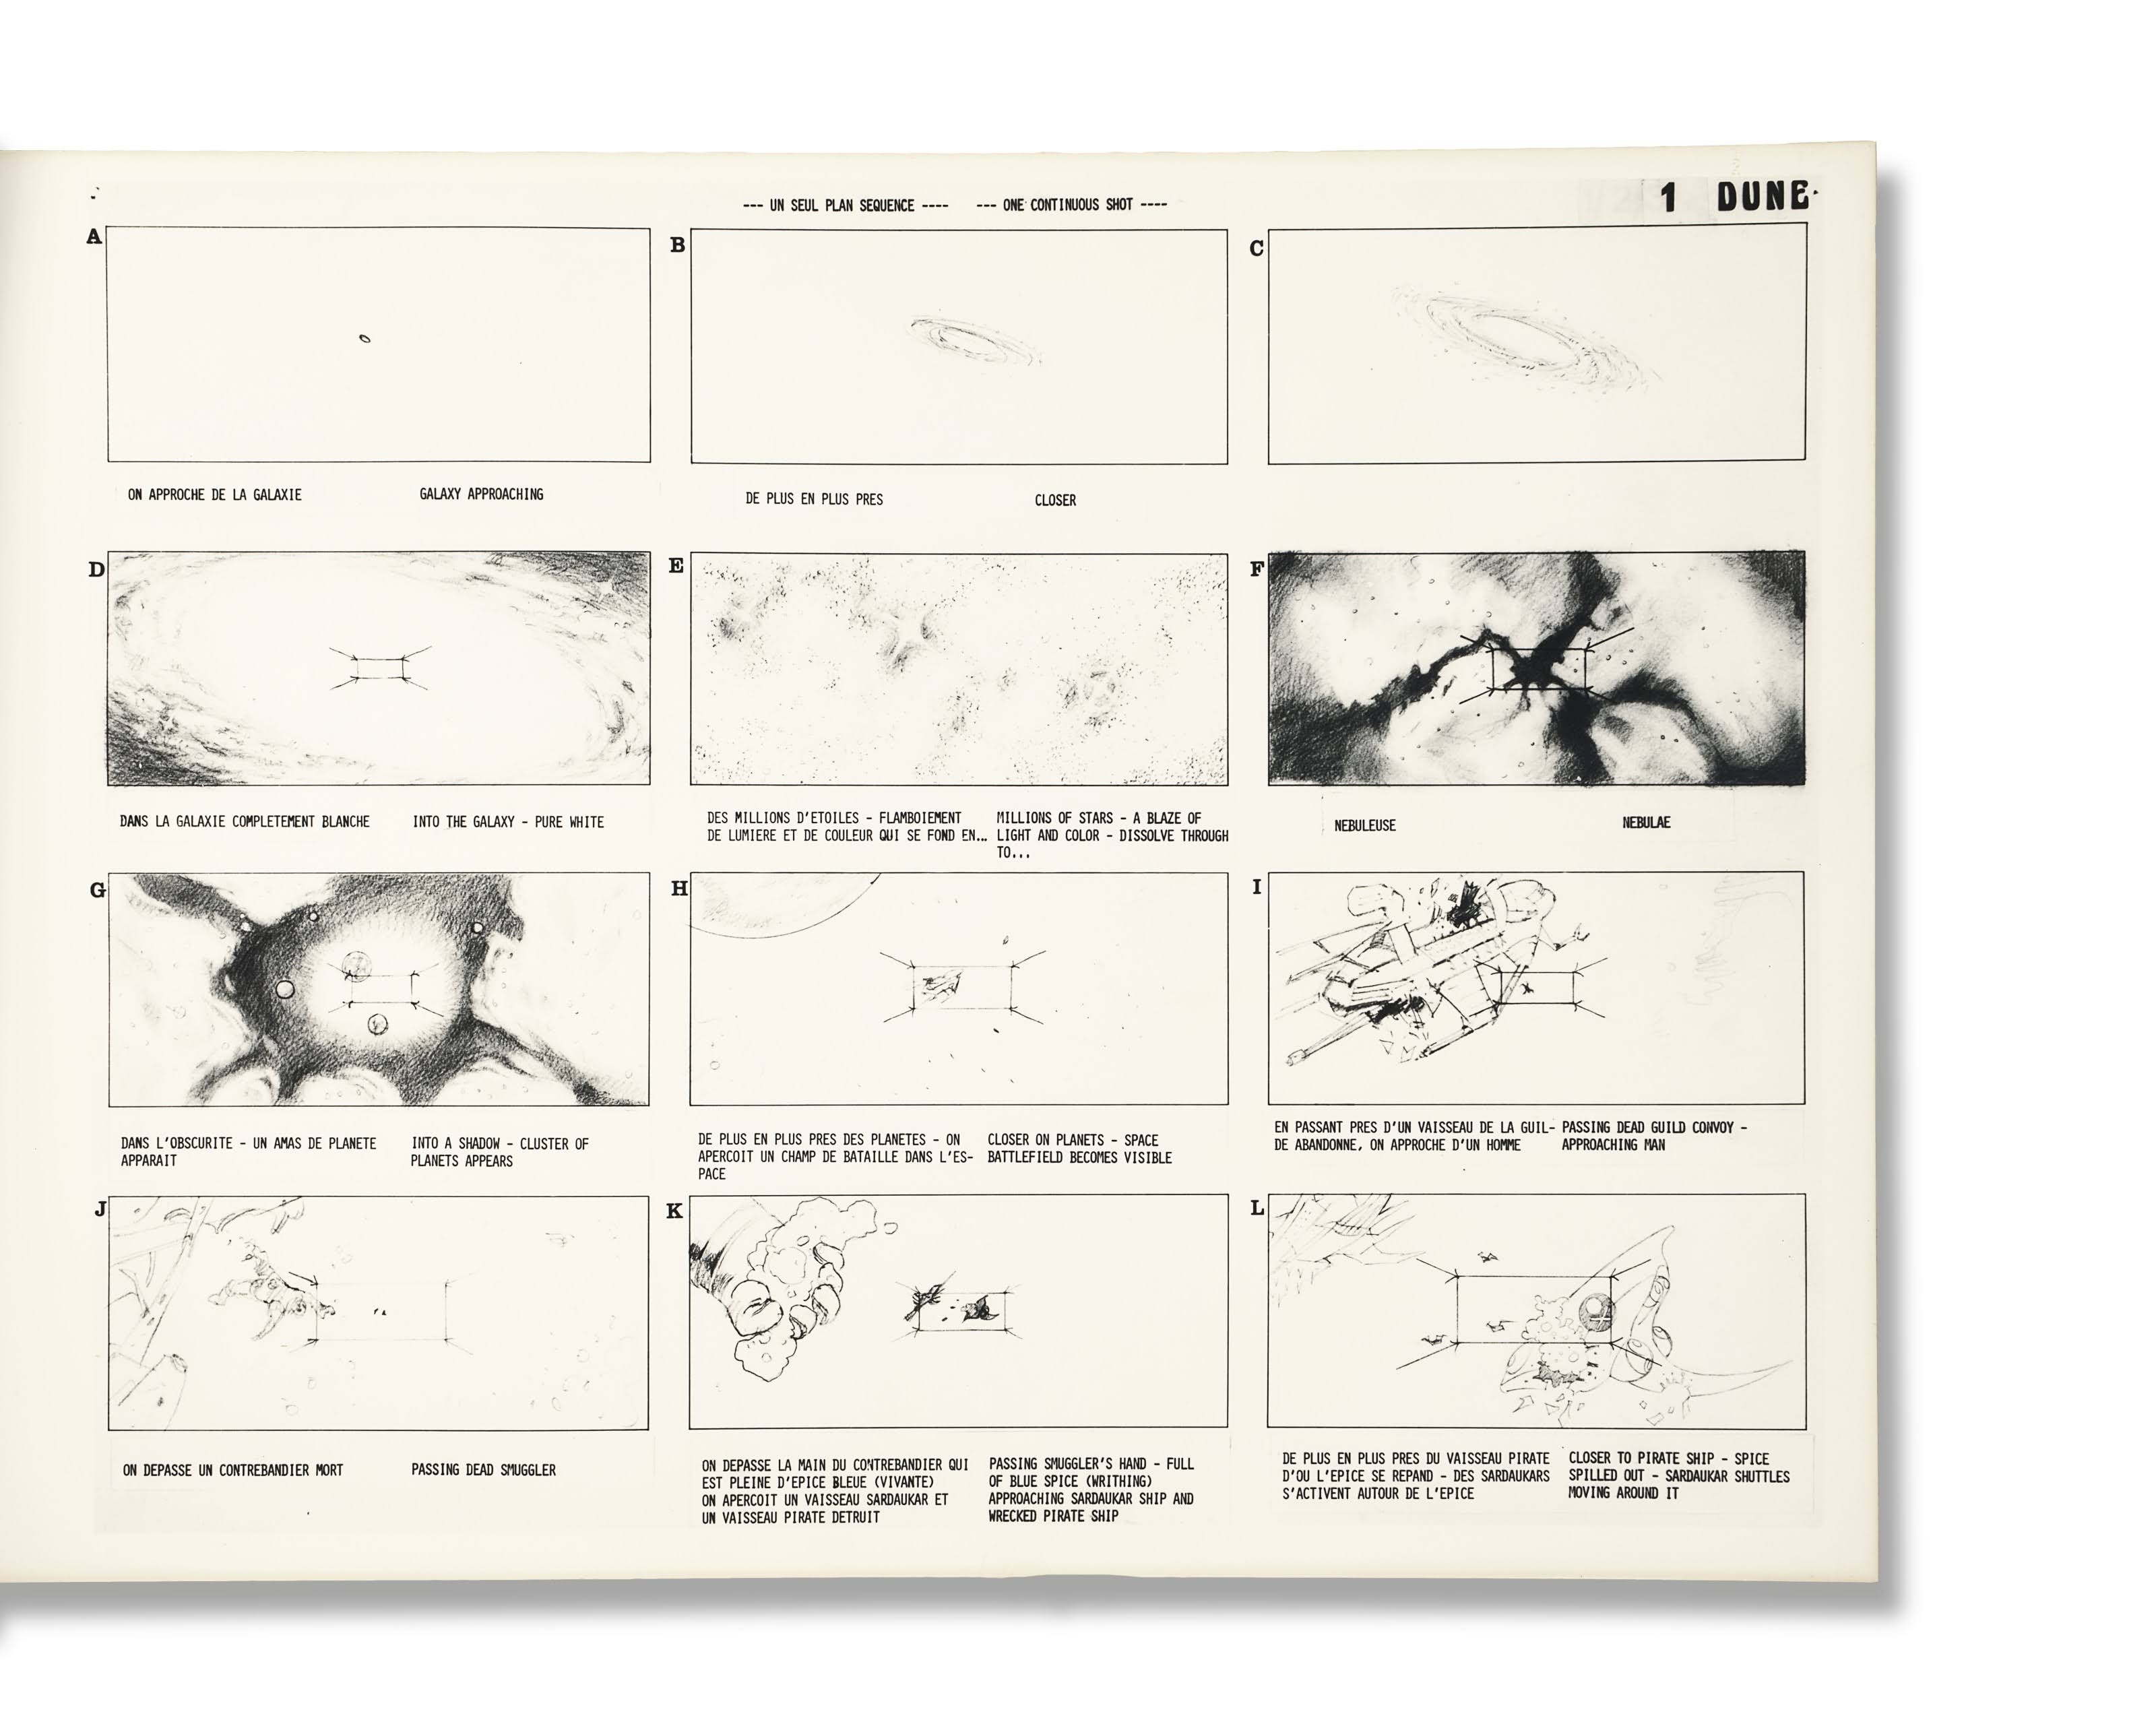 --- UN SEUL PLAN SEQUENCE ---- --- ONE CONTINUOUS SHOT ----
1 DUNE
A
B
C
ON APPROCHE DE LA GALAXIE
GALAXY APPROACHING
DE PLUS EN PLUS PRES
CLOSER
D
E
F
DANS LA GALAXIE COMPLETEMENT BLANCHE
INTO THE GALAXY - PURE WHITE
DES MILLIONS D'ETOILES - FLAMBOIEMENT
DE LUMIERE ET DE COULEUR QUI SE FOND EN...
MILLIONS OF STARS - A BLAZE OF
LIGHT AND COLOR - DISSOLVE THROUGH
TO...
NEBULEUSE
NEBULAE
G
H
I
DANS L'OBSCURITE - UN AMAS DE PLANETE
APPARAIT
INTO A SHADOW - CLUSTER OF
PLANETS APPEARS
DE PLUS EN PLUS PRES DES PLANETES - ON
APERCOIT UN CHAMP DE BATAILLE DANS L'ES-
PACE
CLOSER ON PLANETS - SPACE
BATTLEFIELD BECOMES VISIBLE
EN PASSANT PRES D'UN VAISSEAU DE LA GUIL-
DE ABANDONNE, ON APPROCHE D'UN HOMME
PASSING DEAD GUILD CONVOY -
APPROACHING MAN
J
K
L
ON DEPASSE UN CONTREBANDIER MORT
PASSING DEAD SMUGGLER
ON DEPASSE LA MAIN DU CONTREBANDIER QUI
EST PLEINE D'EPICE BLEUE (VIVANTE)
ON APERCOIT UN VAISSEAU SARDAUKAR ET
UN VAISSEAU PIRATE DETRUIT
PASSING SMUGGLER'S HAND - FULL
OF BLUE SPICE (WRITHING)
APPROACHING SARDAUKAR SHIP AND
WRECKED PIRATE SHIP
DE PLUS EN PLUS PRES DU VAISSEAU PIRATE
D'OU L'EPICE SE REPAND - DES SARDAUKARS
S'ACTIVENT AUTOUR DE L'EPICE
CLOSER TO PIRATE SHIP - SPICE
SPILLED OUT - SARDAUKAR SHUTTLES
MOVING AROUND IT